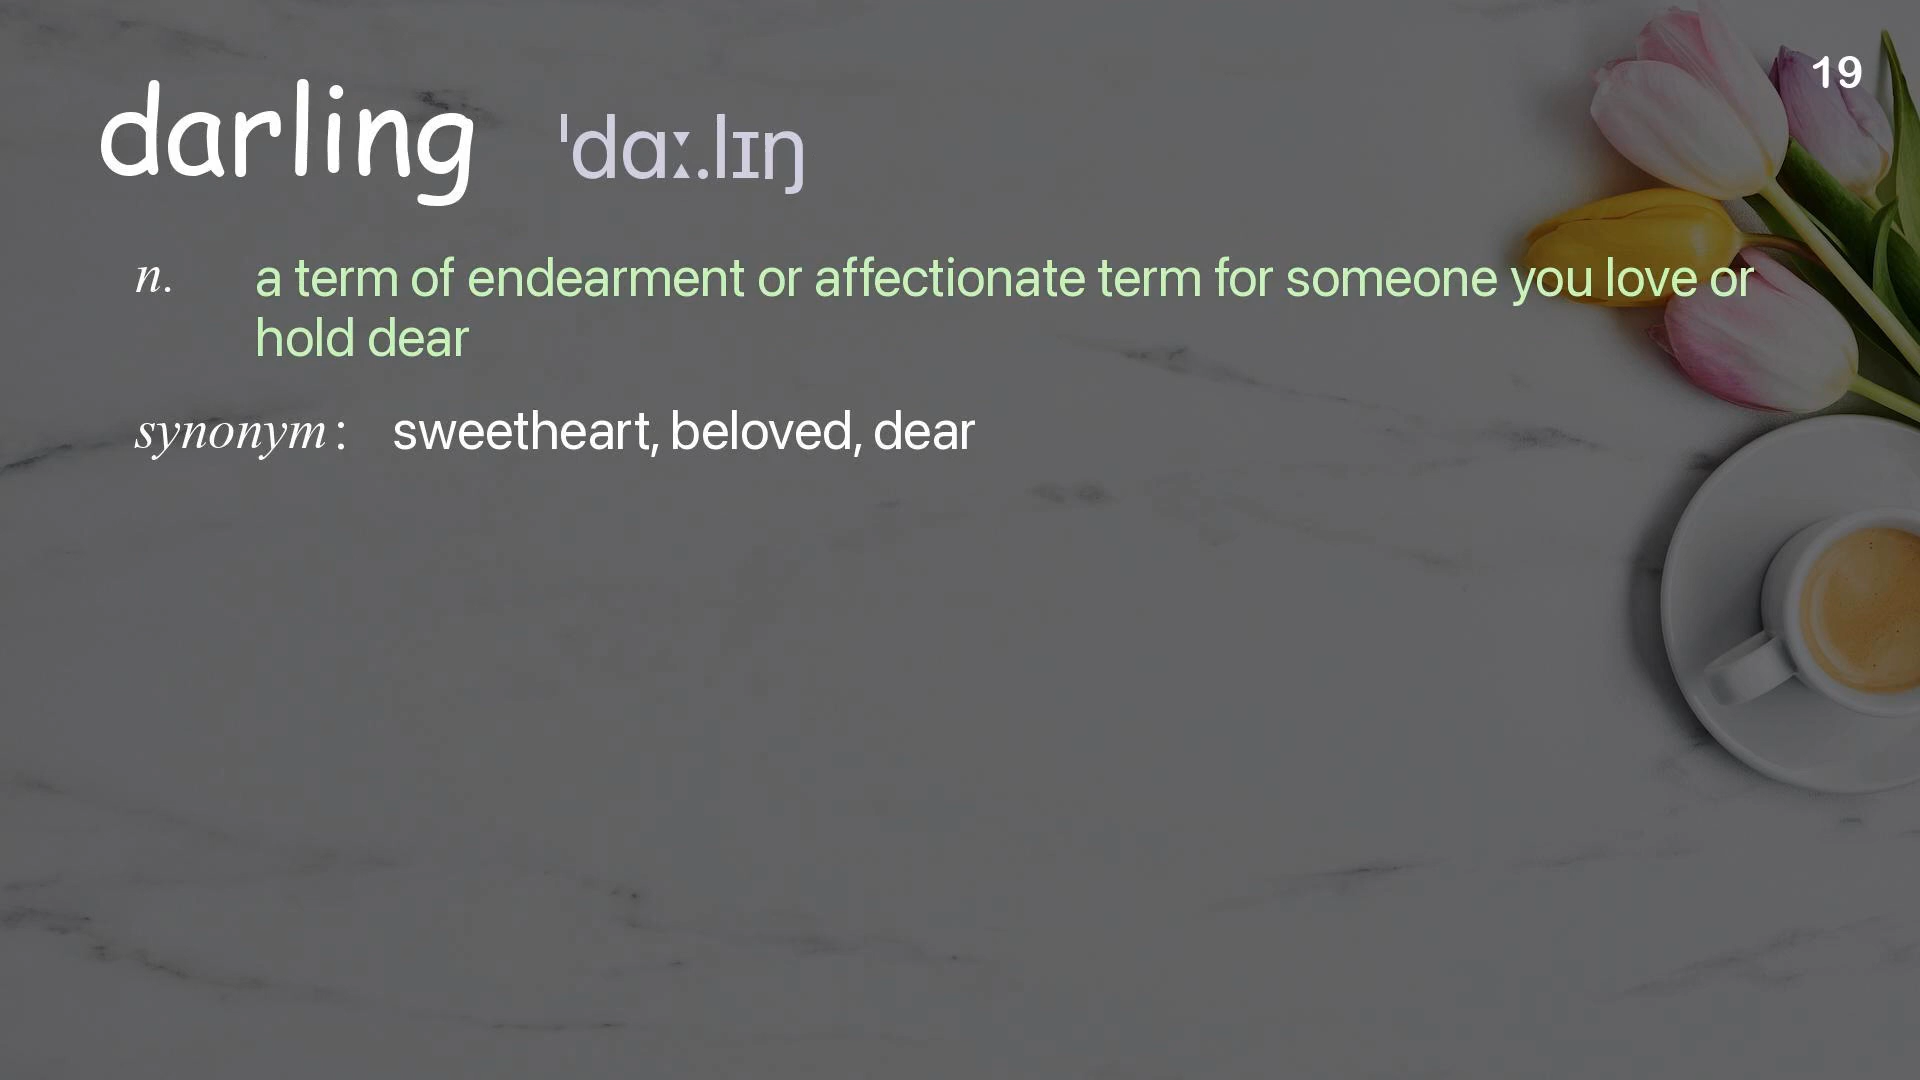 19
darling ˈdɑː.lɪŋ
n. a term of endearment or affectionate term for someone you love or
hold dear
synonym: sweetheart, beloved, dear